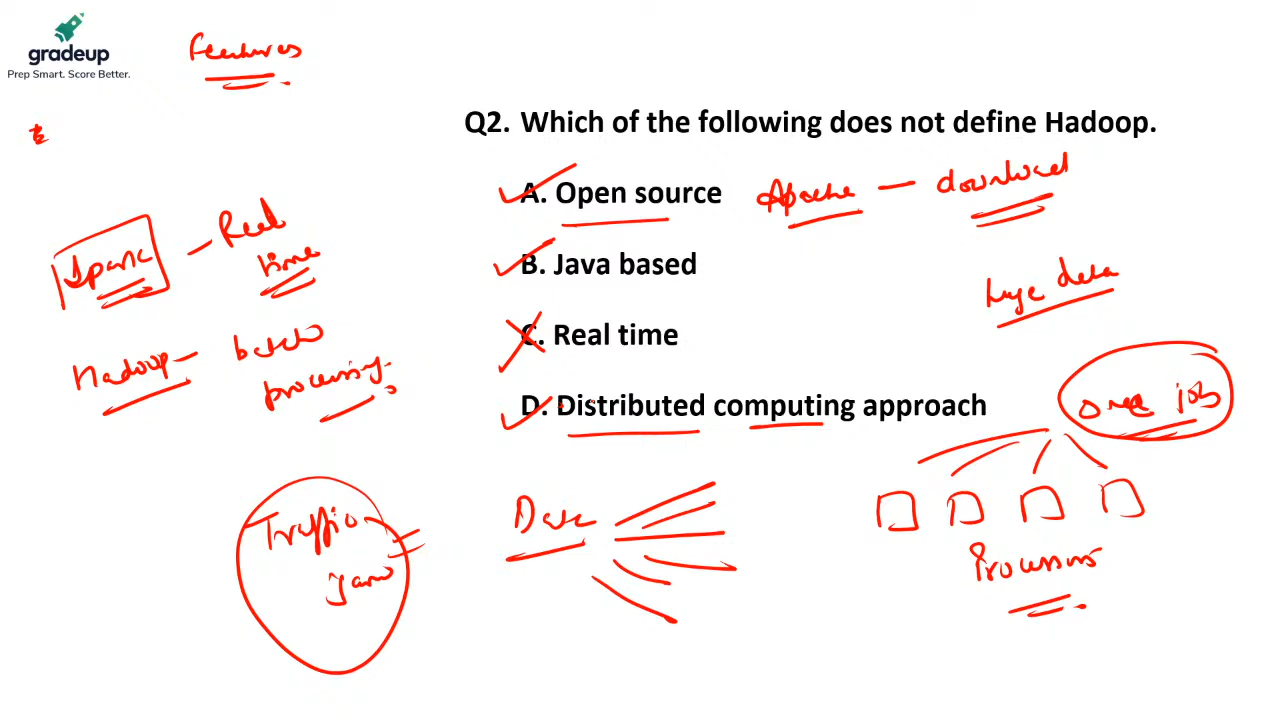 gradeup
Prep Smart. Score Better.
Features
Q2. Which of the following does not define Hadoop.
A. Open source
Apache — download
B. Java based
C. Real time
D. Distributed computing approach
Spark — Real time
Hadoop — batch processing.
huge data
one job
Processors
Data
Traffic
Jam